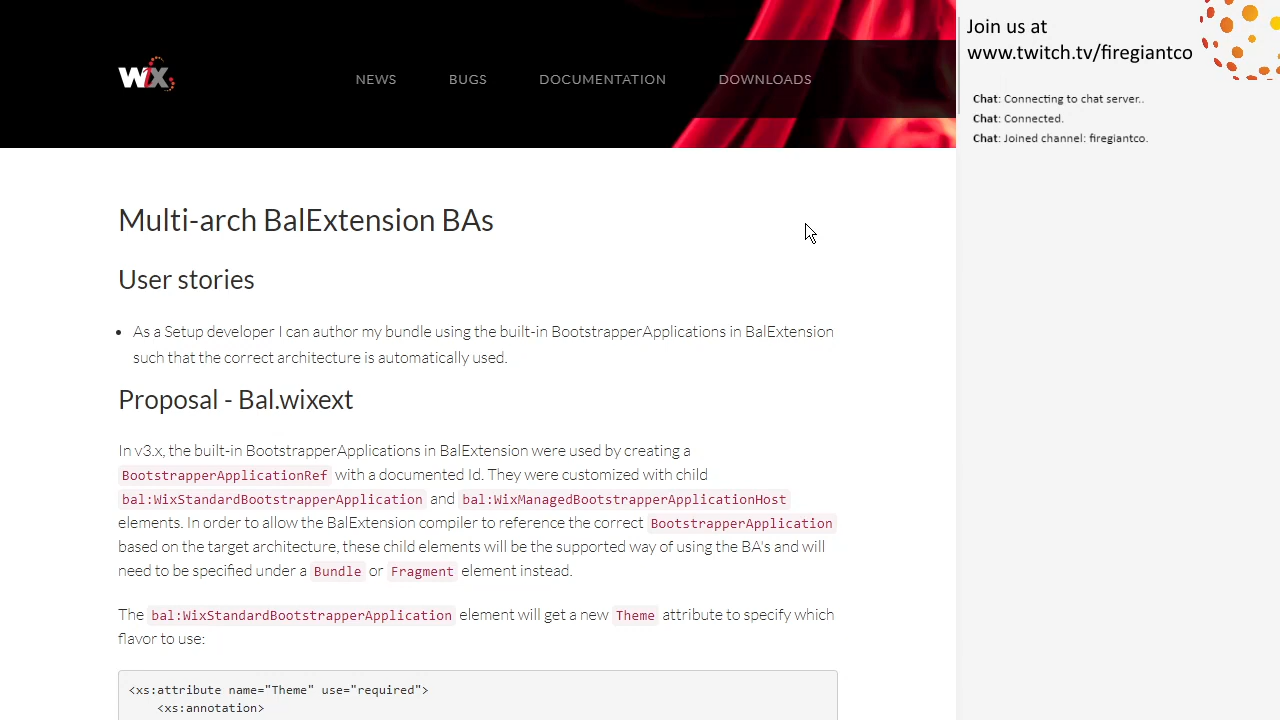 WiX
NEWS
BUGS
DOCUMENTATION
DOWNLOADS
Join us at
www.twitch.tv/firegiantco
Chat: Connecting to chat server..
Chat: Connected.
Chat: Joined channel: firegiantco.
Multi-arch BalExtension BAs
User stories
• As a Setup developer I can author my bundle using the built-in BootstrapperApplications in BalExtension
such that the correct architecture is automatically used.
Proposal - Bal.wixext
In v3.x, the built-in BootstrapperApplications in BalExtension were used by creating a
BootstrapperApplicationRef with a documented Id. They were customized with child
bal:WixStandardBootstrapperApplication and bal:WixManagedBootstrapperApplicationHost
elements. In order to allow the BalExtension compiler to reference the correct BootstrapperApplication
based on the target architecture, these child elements will be the supported way of using the BA's and will
need to be specified under a Bundle or Fragment element instead.
The bal:WixStandardBootstrapperApplication element will get a new Theme attribute to specify which
flavor to use:
<xs:attribute name="Theme" use="required">
<xs:annotation>